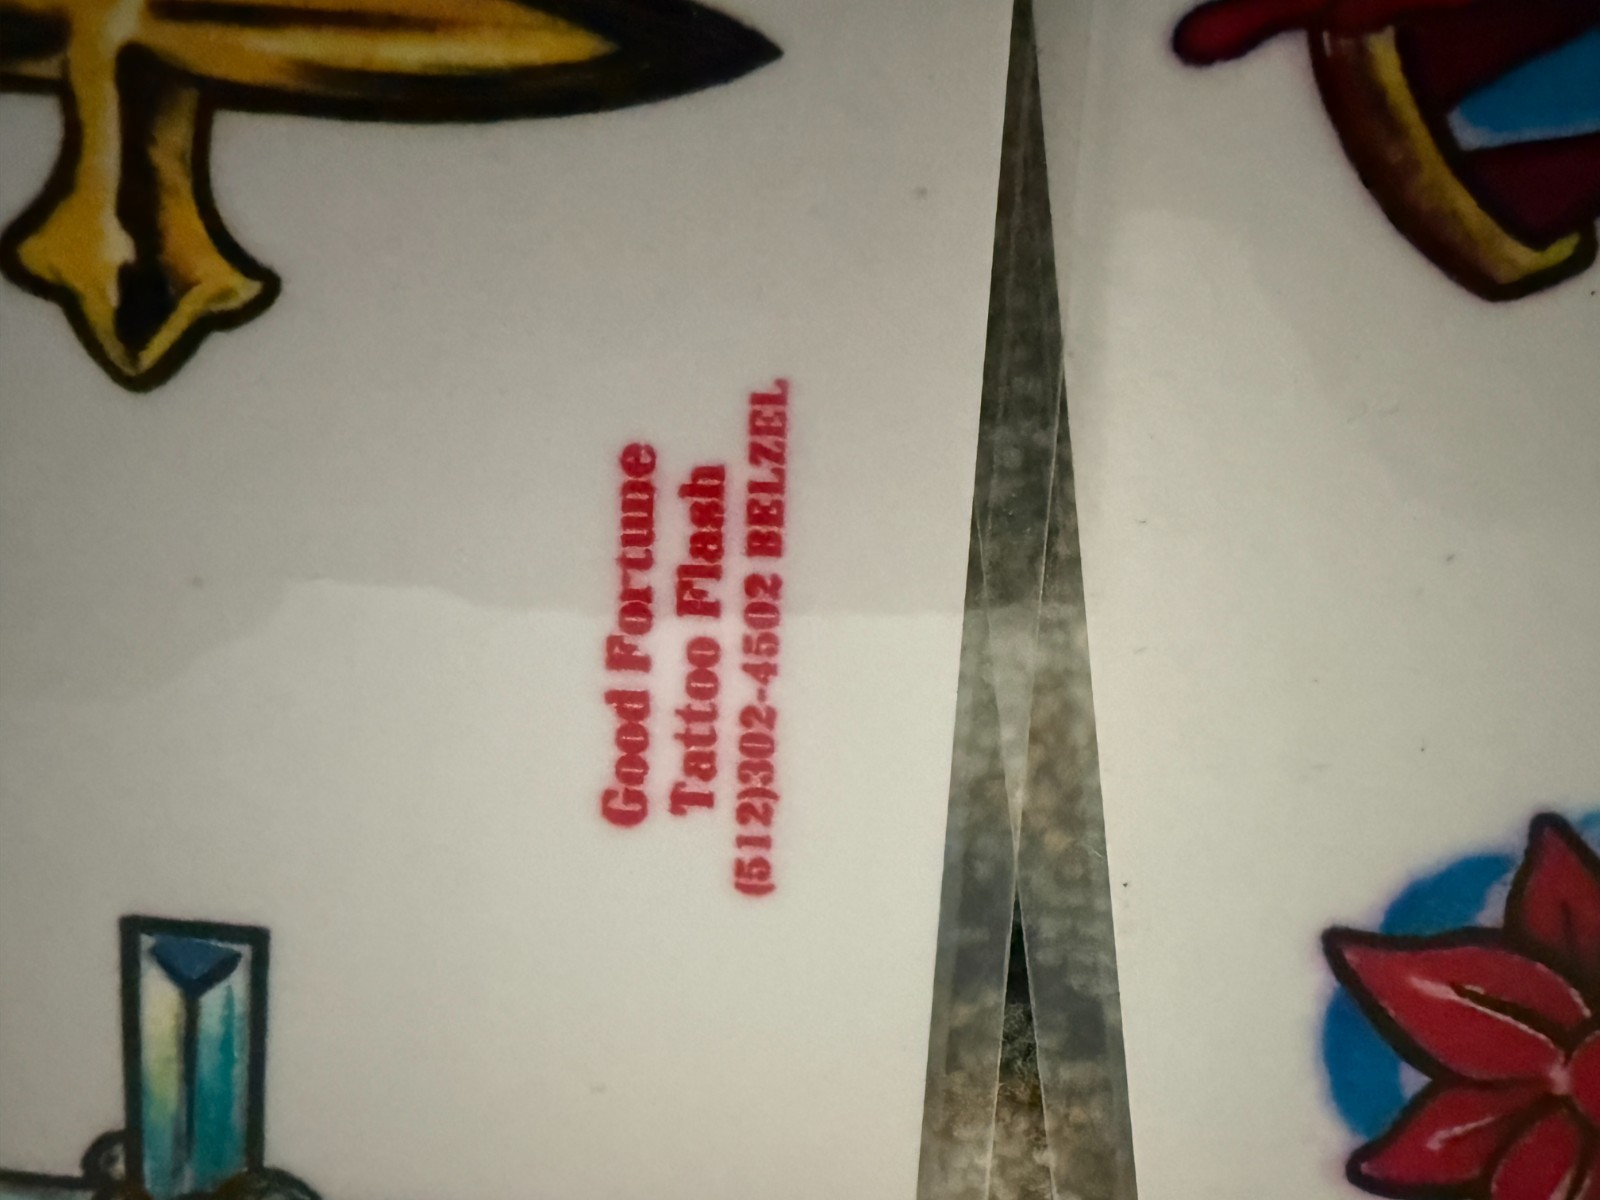 Good Fortune
Tattoo Flash
(512)302-4502 BELZEL